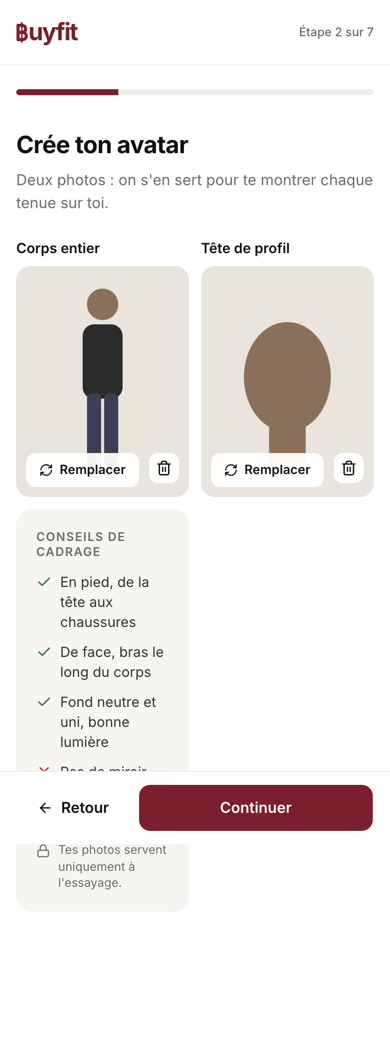 Buyfit
Étape 2 sur 7
Crée ton avatar
Deux photos : on s'en sert pour te montrer chaque
tenue sur toi.
Corps entier
Tête de profil
Remplacer
Remplacer
CONSEILS DE
CADRAGE
En pied, de la
tête aux
chaussures
De face, bras le
long du corps
Fond neutre et
uni, bonne
lumière
Pas de miroir
Retour
Continuer
Tes photos servent
uniquement à
l'essayage.